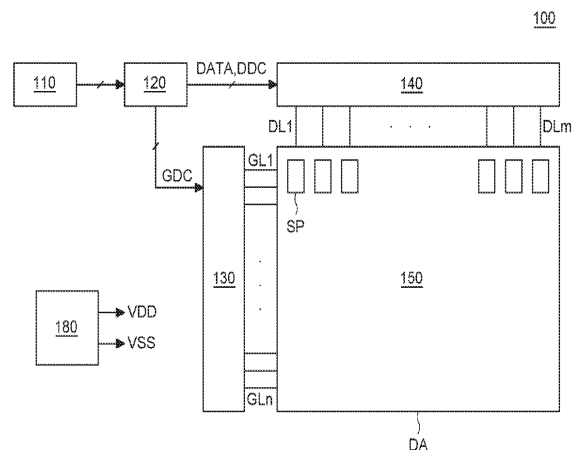 100
110
120
DATA,DDC
140
DL1
. . .
DLm
GDC
GL1
SP
130
150
180
VDD
VSS
GLn
DA